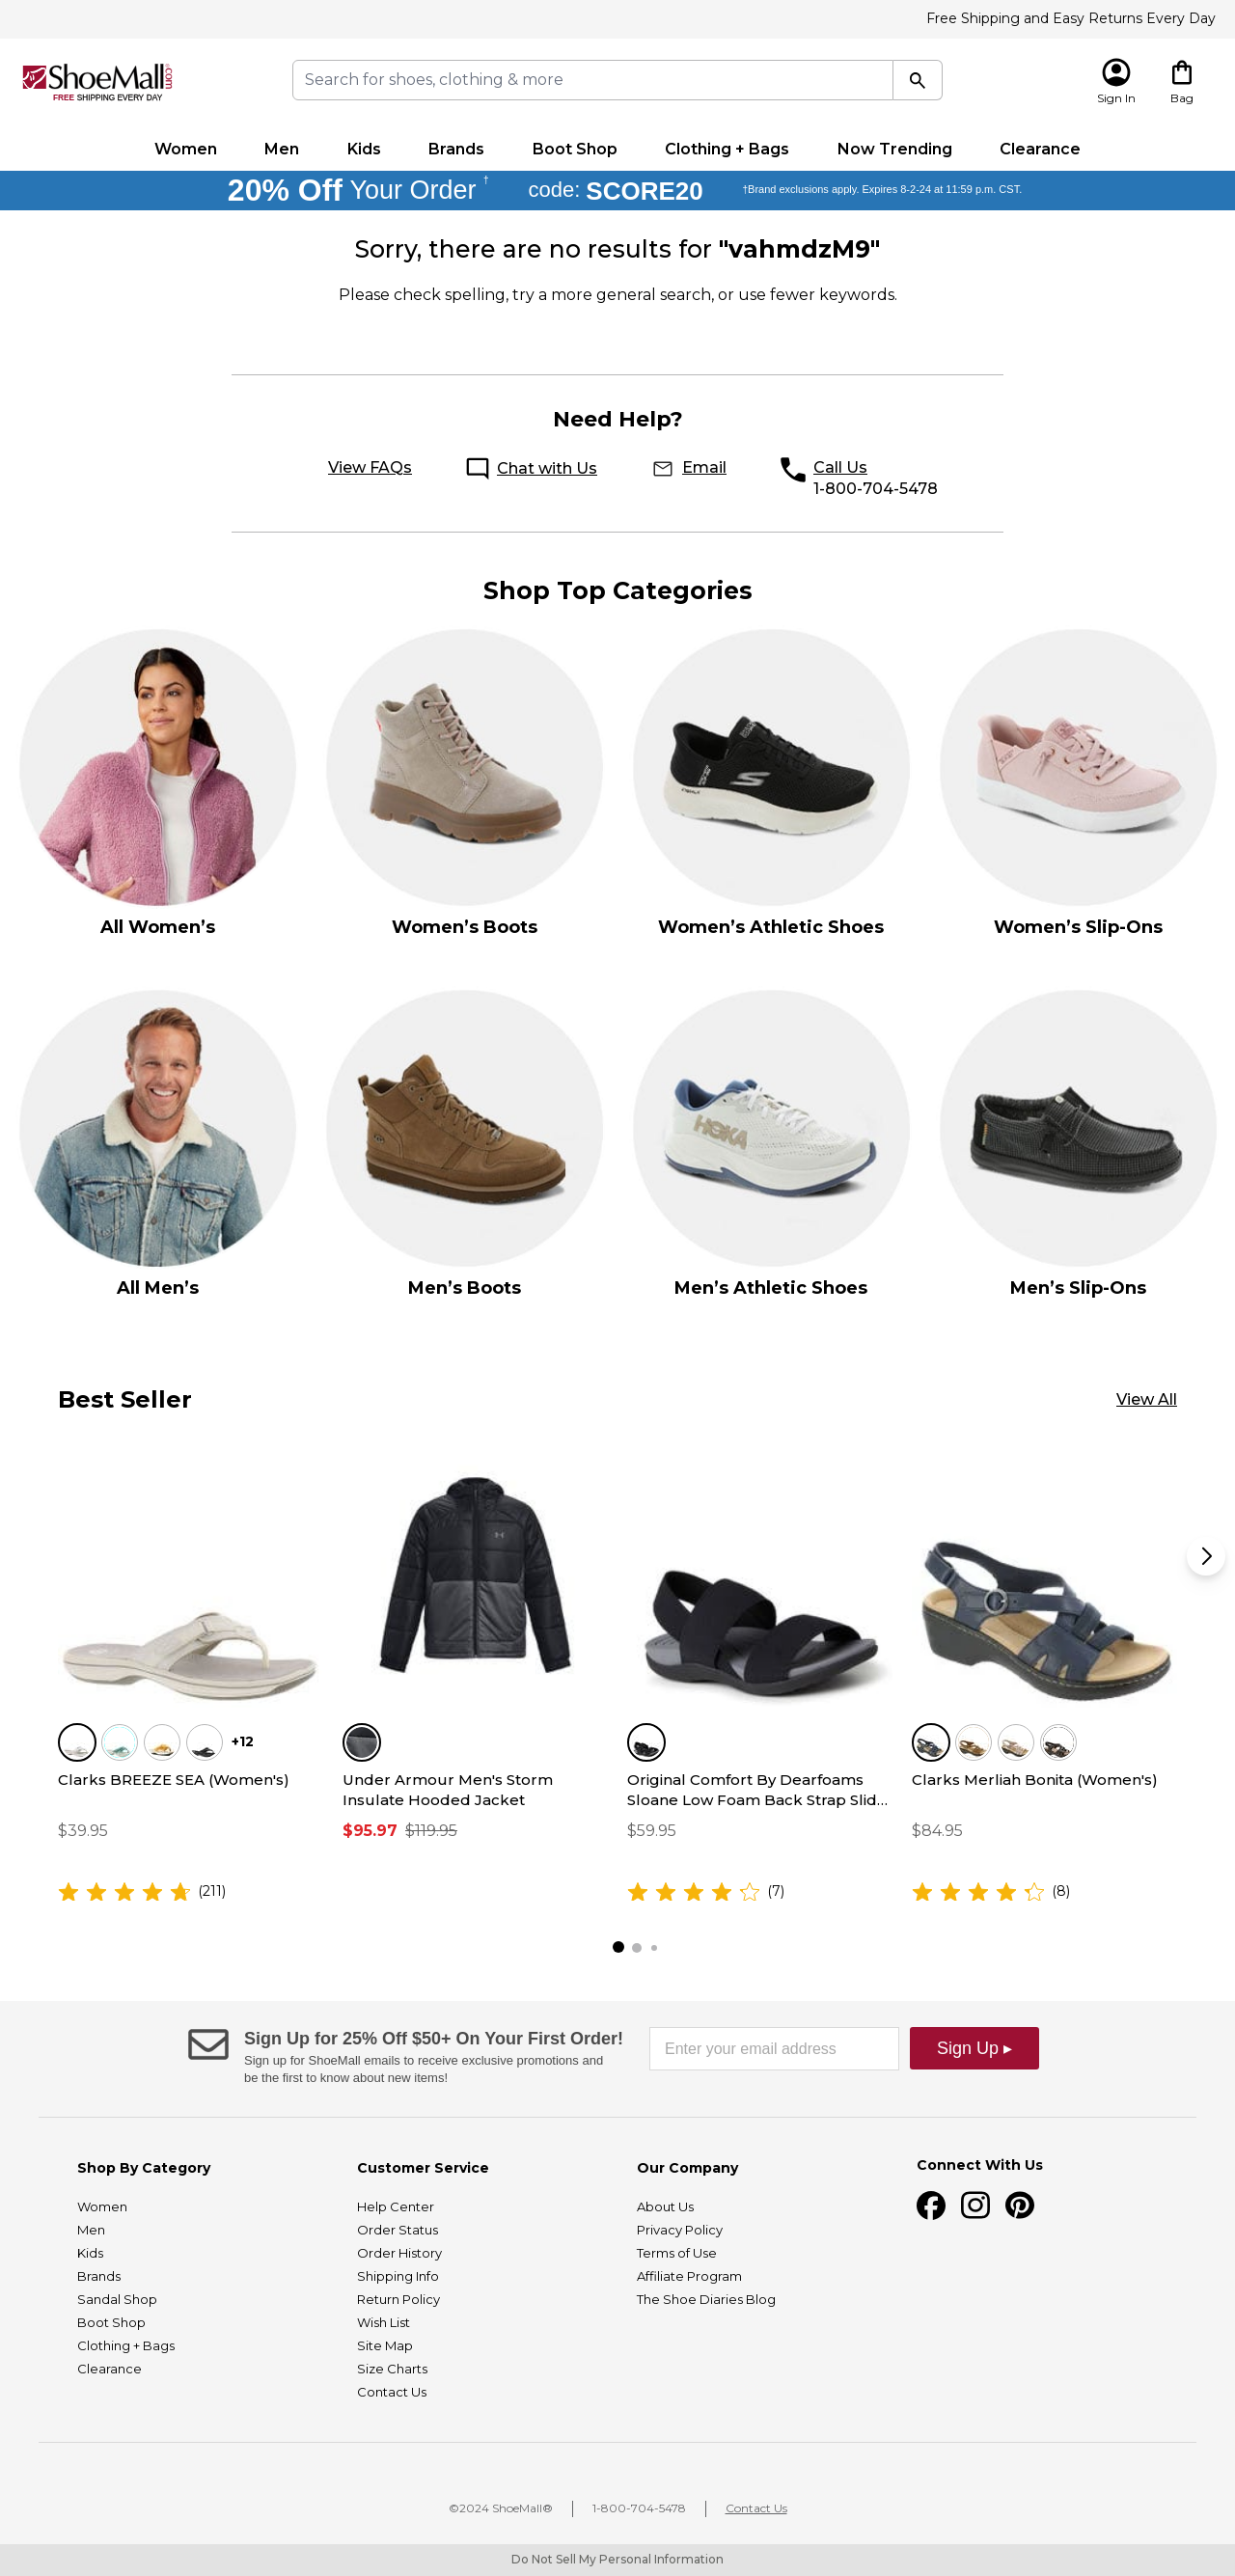 Free Shipping and Easy Returns Every Day
ShoeMall.com
FREE SHIPPING EVERY DAY
Search for shoes, clothing & more
Sign In
Bag
Women Men Kids Brands Boot Shop Clothing + Bags Now Trending Clearance
20% Off Your Order † code: SCORE20 †Brand exclusions apply. Expires 8-2-24 at 11:59 p.m. CST.
Sorry, there are no results for "vahmdzM9"
Please check spelling, try a more general search, or use fewer keywords.
Need Help?
View FAQs Chat with Us Email Call Us
1-800-704-5478
Shop Top Categories
All Women’s Women’s Boots Women’s Athletic Shoes Women’s Slip-Ons
HOKA
All Men’s Men’s Boots Men’s Athletic Shoes Men’s Slip-Ons
Best Seller
View All
+12
Clarks BREEZE SEA (Women's)
$39.95
(211)
Under Armour Men's Storm
Insulate Hooded Jacket
$95.97 $119.95
Original Comfort By Dearfoams
Sloane Low Foam Back Strap Slid...
$59.95
(7)
Clarks Merliah Bonita (Women's)
$84.95
(8)
Sign Up for 25% Off $50+ On Your First Order!
Sign up for ShoeMall emails to receive exclusive promotions and
be the first to know about new items!
Enter your email address
Sign Up ▸
Shop By Category
Women
Men
Kids
Brands
Sandal Shop
Boot Shop
Clothing + Bags
Clearance
Customer Service
Help Center
Order Status
Order History
Shipping Info
Return Policy
Wish List
Site Map
Size Charts
Contact Us
Our Company
About Us
Privacy Policy
Terms of Use
Affiliate Program
The Shoe Diaries Blog
Connect With Us
©2024 ShoeMall® 1-800-704-5478 Contact Us
Do Not Sell My Personal Information